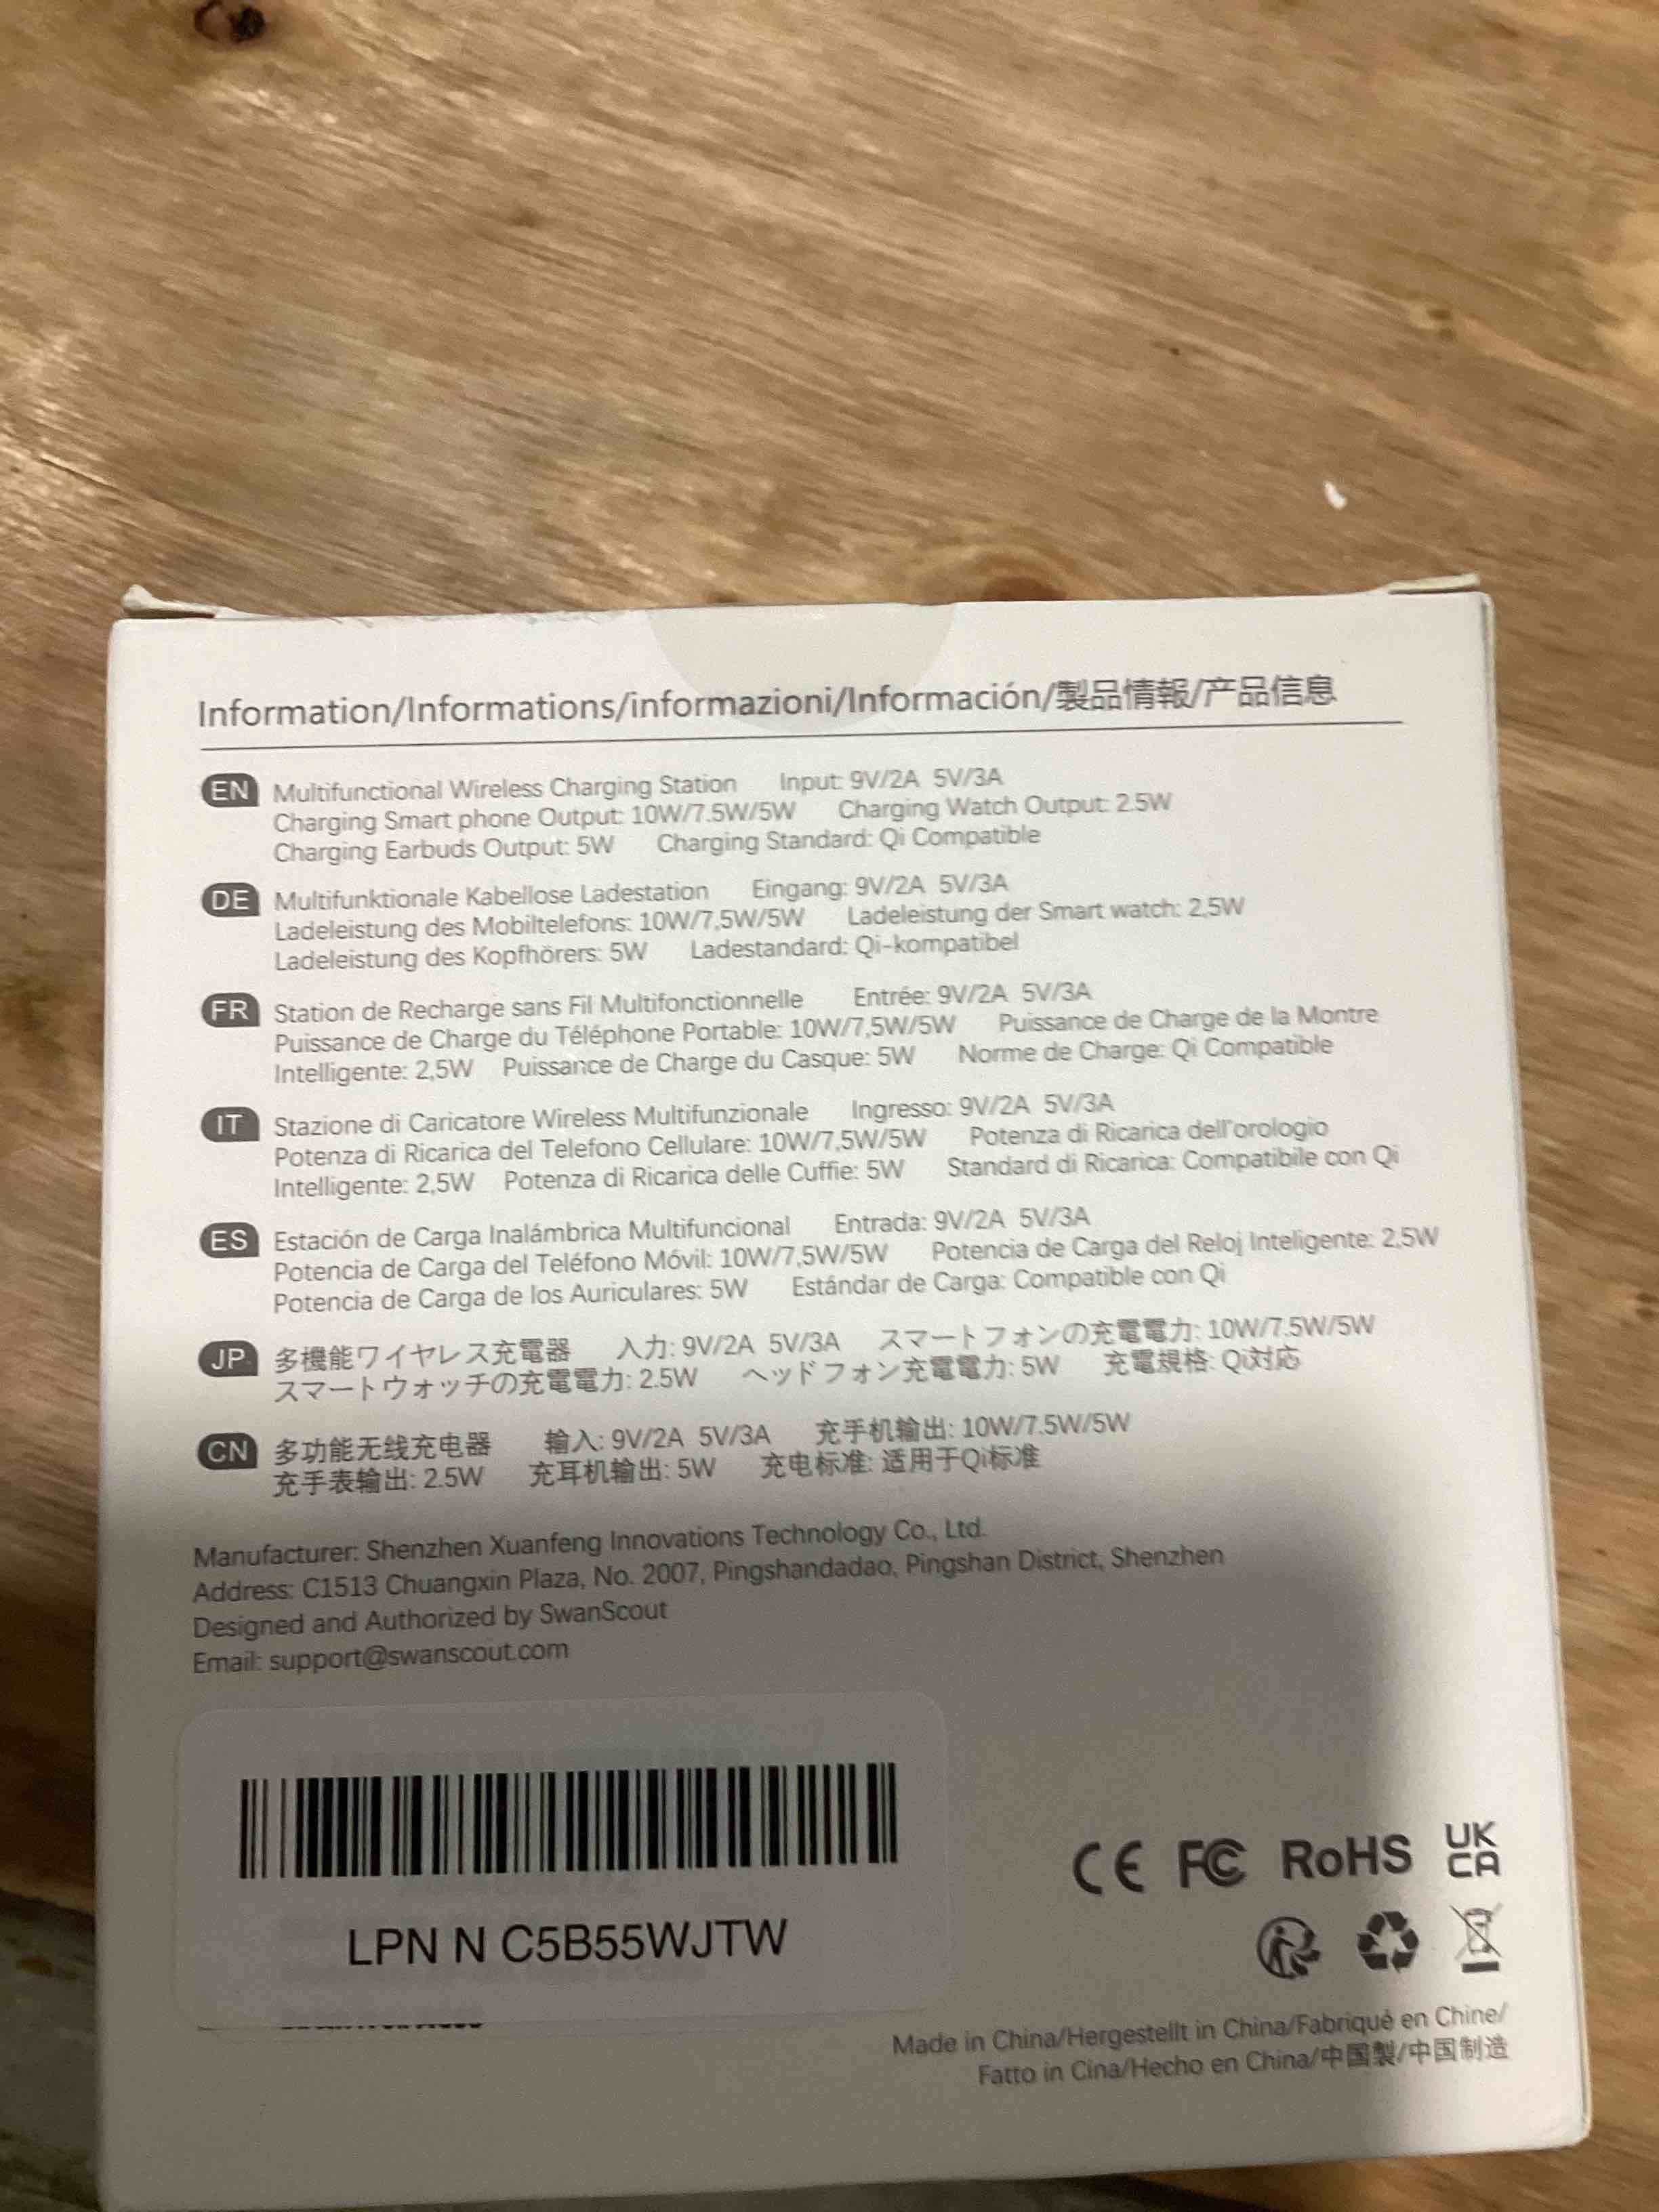 Information/Informations/informazioni/Información/製品情報/产品信息
EN Multifunctional Wireless Charging Station Input: 9V/2A 5V/3A
Charging Smart phone Output: 10W/7.5W/5W Charging Watch Output: 2.5W
Charging Earbuds Output: 5W Charging Standard: Qi Compatible
DE Multifunktionale Kabellose Ladestation Eingang: 9V/2A 5V/3A
Ladeleistung des Mobiltelefons: 10W/7,5W/5W Ladeleistung der Smart watch: 2,5W
Ladeleistung des Kopfhörers: 5W Ladestandard: Qi-kompatibel
FR Station de Recharge sans Fil Multifonctionnelle Entrée: 9V/2A 5V/3A
Puissance de Charge du Téléphone Portable: 10W/7,5W/5W Puissance de Charge de la Montre
Intelligente: 2,5W Puissance de Charge du Casque: 5W Norme de Charge: Qi Compatible
IT Stazione di Caricatore Wireless Multifunzionale Ingresso: 9V/2A 5V/3A
Potenza di Ricarica del Telefono Cellulare: 10W/7,5W/5W Potenza di Ricarica dell'orologio
Intelligente: 2,5W Potenza di Ricarica delle Cuffie: 5W Standard di Ricarica: Compatibile con Qi
ES Estación de Carga Inalámbrica Multifuncional Entrada: 9V/2A 5V/3A
Potencia de Carga del Teléfono Móvil: 10W/7,5W/5W Potencia de Carga del Reloj Inteligente: 2,5W
Potencia de Carga de los Auriculares: 5W Estándar de Carga: Compatible con Qi
JP 多機能ワイヤレス充電器 入力: 9V/2A 5V/3A スマートフォンの充電電力: 10W/7.5W/5W
スマートウォッチの充電電力: 2.5W ヘッドフォン充電電力: 5W 充電規格: Qi対応
CN 多功能无线充电器 输入: 9V/2A 5V/3A 充手机输出: 10W/7.5W/5W
充手表输出: 2.5W 充耳机输出: 5W 充电标准: 适用于Qi标准
Manufacturer: Shenzhen Xuanfeng Innovations Technology Co., Ltd.
Address: C1513 Chuangxin Plaza, No. 2007, Pingshandadao, Pingshan District, Shenzhen
Designed and Authorized by SwanScout
Email: support@swanscout.com
LPN N C5B55WJTW
CE FC RoHS UK
CA
Made in China/Hergestellt in China/Fabriqué en Chine/
Fatto in Cina/Hecho en China/中国製/中国制造